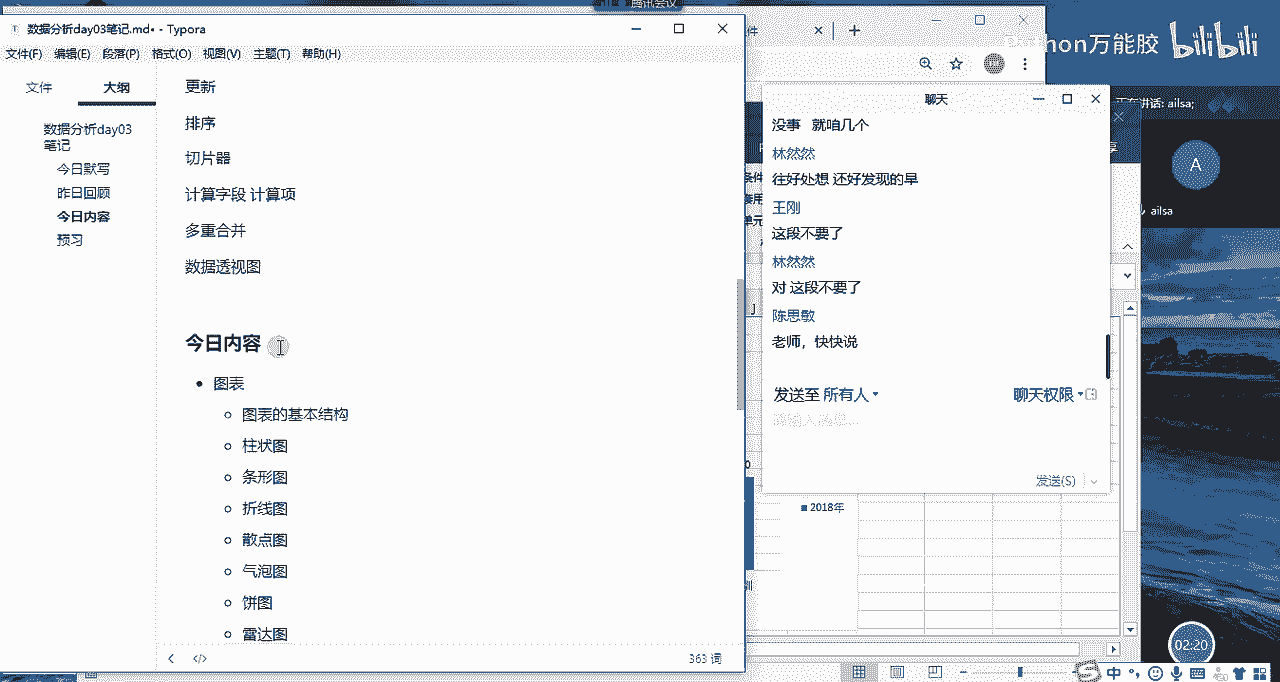 腾讯会议
数据分析day03笔记.md• - Typora
文件(F) 编辑(E) 段落(P) 格式(O) 视图(V) 主题(T) 帮助(H)
文件 大纲
数据分析day03
笔记
今日默写
昨日回顾
今日内容
预习
更新
排序
切片器
计算字段 计算项
多重合并
数据透视图
今日内容
图表
图表的基本结构
柱状图
条形图
折线图
散点图
气泡图
饼图
雷达图
363 词
件
Python万能胶 bilibili
正在讲话: ailsa;
聊天
没事 就咱几个
林然然
往好处想 还好发现的早
王刚
这段不要了
林然然
对 这段不要了
陈思敏
老师，快快说
发送至 所有人
聊天权限
请输入消息...
发送(S)
条件
单元
2018年
A
ailsa
02:20
中